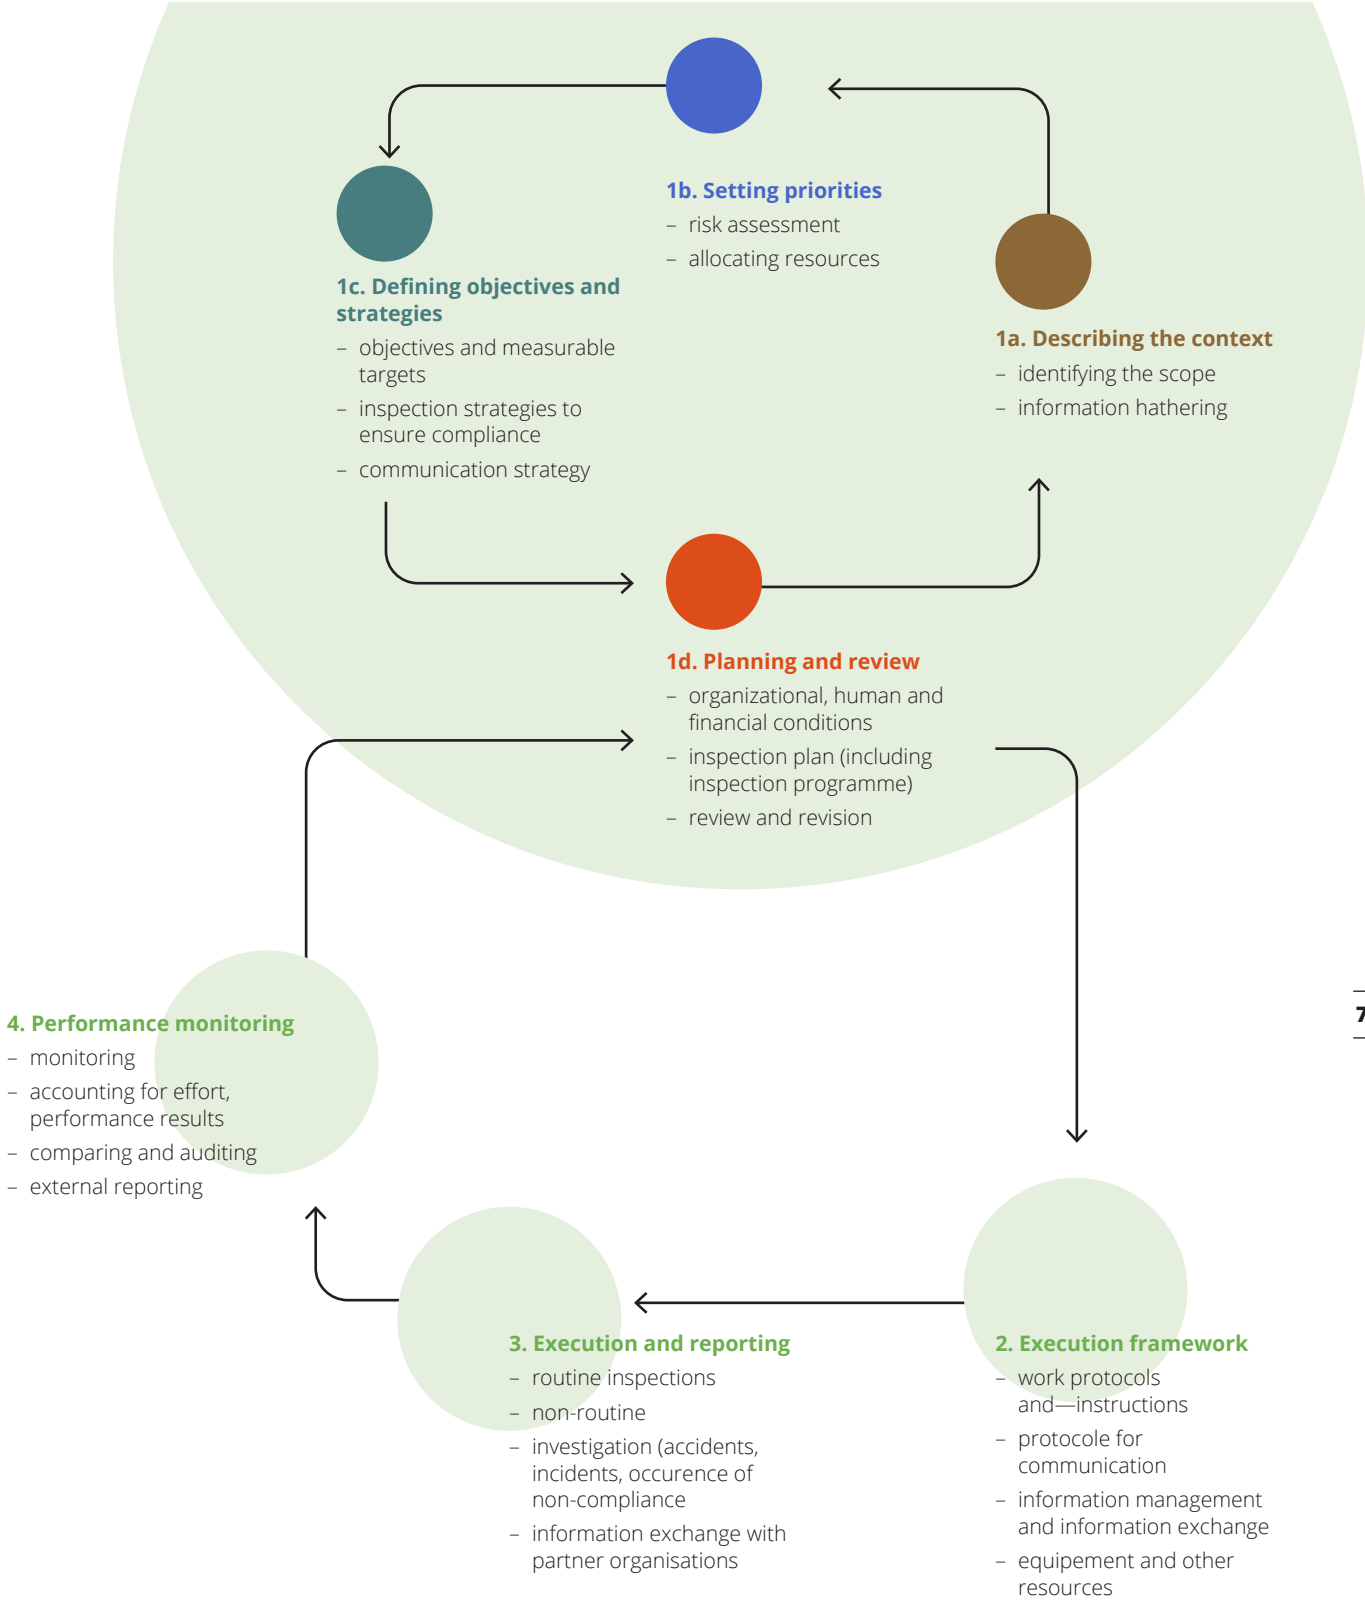 1b. Setting priorities
– risk assessment
– allocating resources
1c. Defining objectives and
strategies
– objectives and measurable
targets
– inspection strategies to
ensure compliance
– communication strategy
1a. Describing the context
– identifying the scope
– information hathering
1d. Planning and review
– organizational, human and
financial conditions
– inspection plan (including
inspection programme)
– review and revision
4. Performance monitoring
– monitoring
– accounting for effort,
performance results
– comparing and auditing
– external reporting
7
3. Execution and reporting
– routine inspections
– non-routine
– investigation (accidents,
incidents, occurence of
non-compliance
– information exchange with
partner organisations
2. Execution framework
– work protocols
and—instructions
– protocole for
communication
– information management
and information exchange
– equipement and other
resources